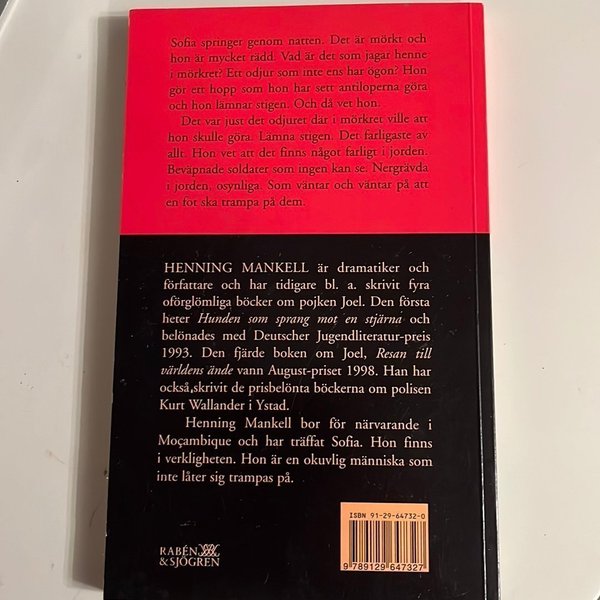 Sofia springer genom natten. Det är mörkt och
hon är mycket rädd. Vad är det som jagar henne
i mörkret? Ett odjur som inte ens har ögon? Hon
gör ett hopp som hon har sett antiloperna göra
och hon lämnar stigen. Och då vet hon.
Det var just det odjuret där i mörkret ville att
hon skulle göra. Lämna stigen. Det farligaste av
allt. Hon vet att det finns något farligt i jorden.
Beväpnade soldater som ingen kan se. Nergrävda
i jorden, osynliga. Som väntar och väntar på att
en fot ska trampa på dem.
HENNING MANKELL är dramatiker och
författare och har tidigare bl. a. skrivit fyra
oförglömliga böcker om pojken Joel. Den första
heter Hunden som sprang mot en stjärna och
belönades med Deutscher Jugendliteratur-preis
1993. Den fjärde boken om Joel, Resan till
världens ände vann August-priset 1998. Han har
också skrivit de prisbelönta böckerna om polisen
Kurt Wallander i Ystad.
Henning Mankell bor för närvarande i
Moçambique och har träffat Sofia. Hon finns
i verkligheten. Hon är en okuvlig människa som
inte låter sig trampas på.
ISBN 91-29-64732-0
9 789129 647327
RABÉN
& SJÖGREN